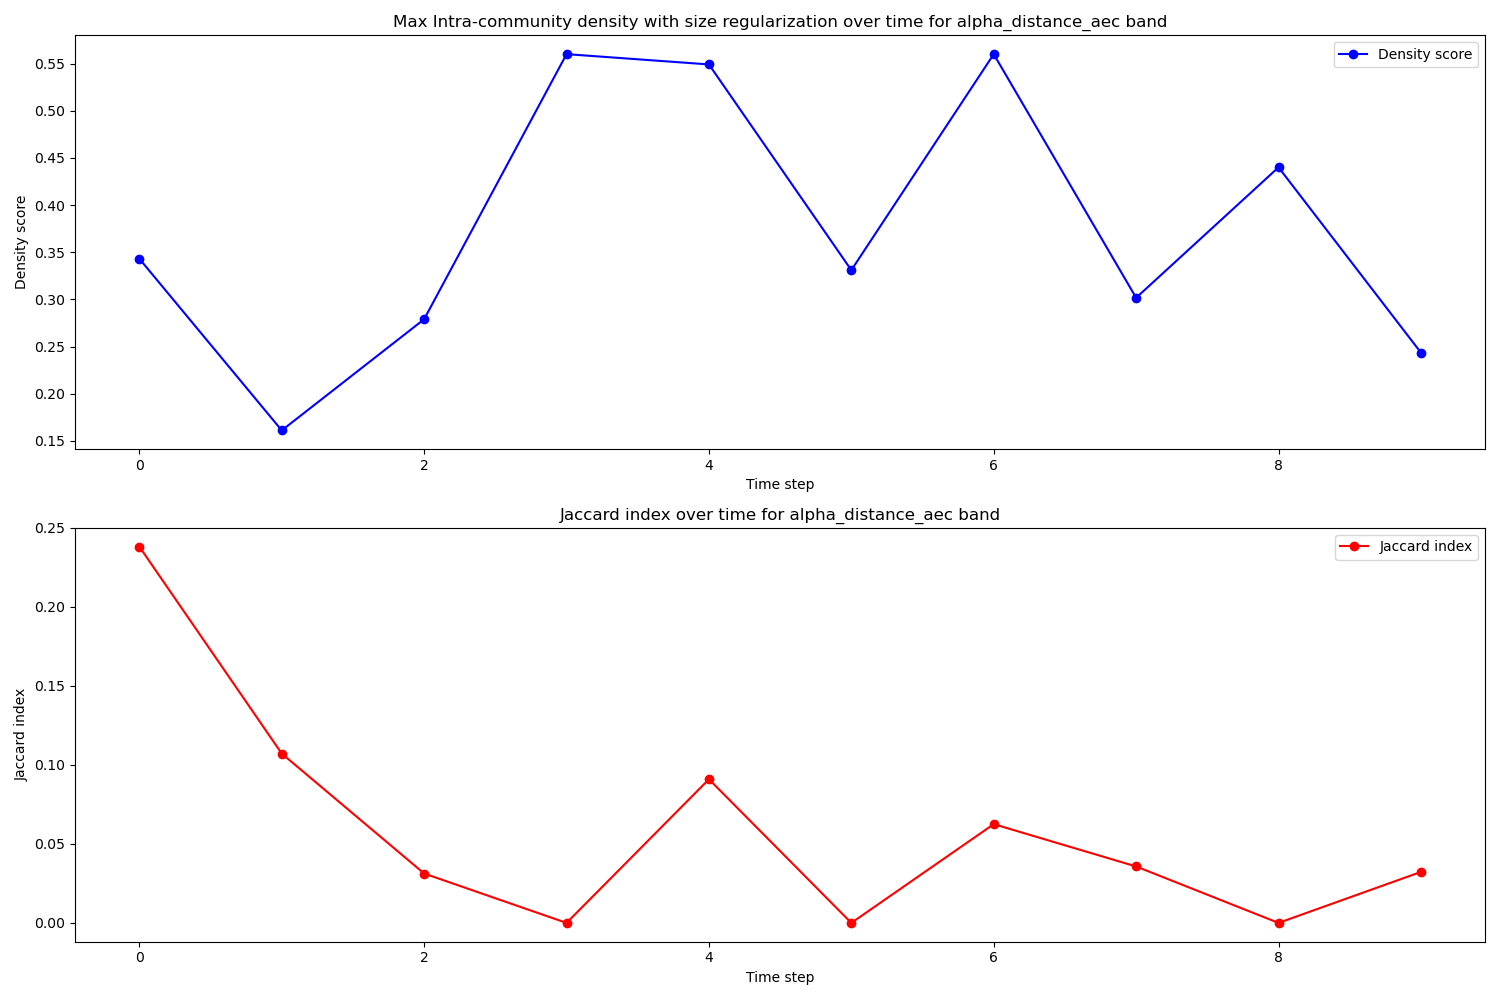 Max Intra-community density with size regularization over time for alpha_distance_aec band
Density score
0.55
0.50
0.45
0.40
0.35
0.30
0.25
0.20
0.15
Density score
0 2 4 6 8
Time step
Jaccard index over time for alpha_distance_aec band
Jaccard index
0.25
0.20
0.15
0.10
0.05
0.00
Jaccard index
0 2 4 6 8
Time step